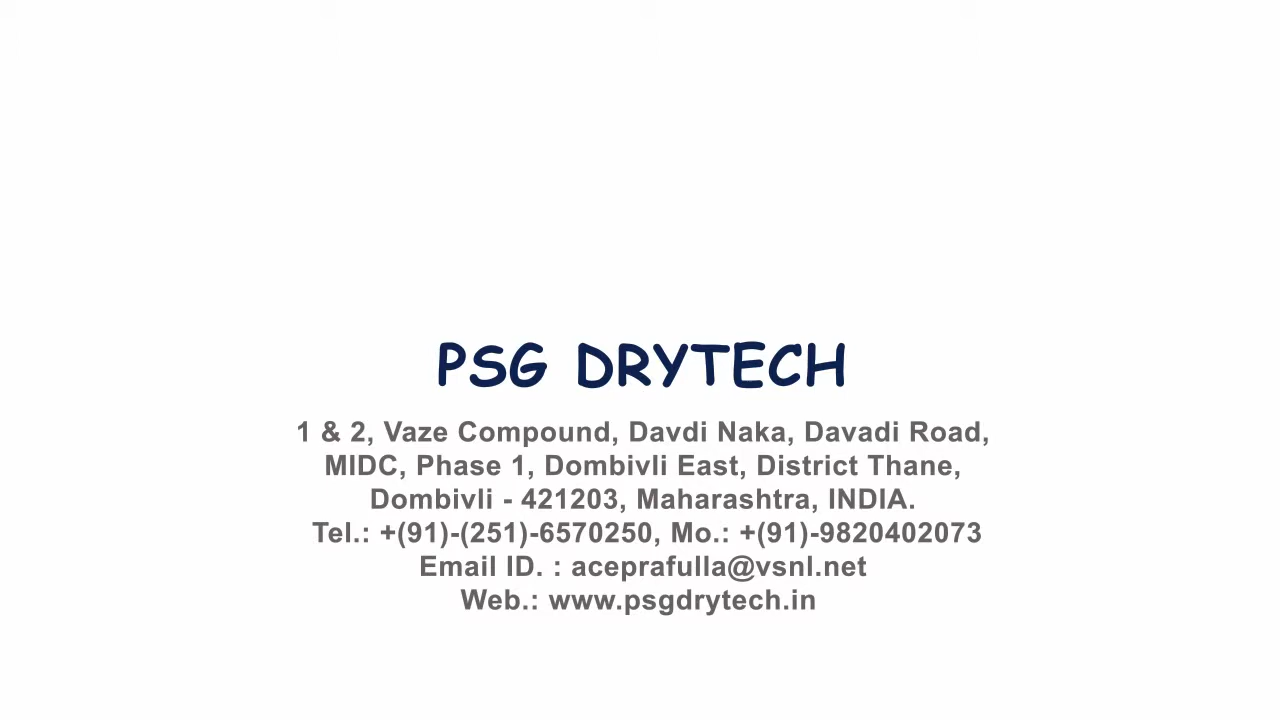 PSG DRYTECH
1 & 2, Vaze Compound, Davdi Naka, Davadi Road,
MIDC, Phase 1, Dombivli East, District Thane,
Dombivli - 421203, Maharashtra, INDIA.
Tel.: +(91)-(251)-6570250, Mo.: +(91)-9820402073
Email ID. : aceprafulla@vsnl.net
Web.: www.psgdrytech.in